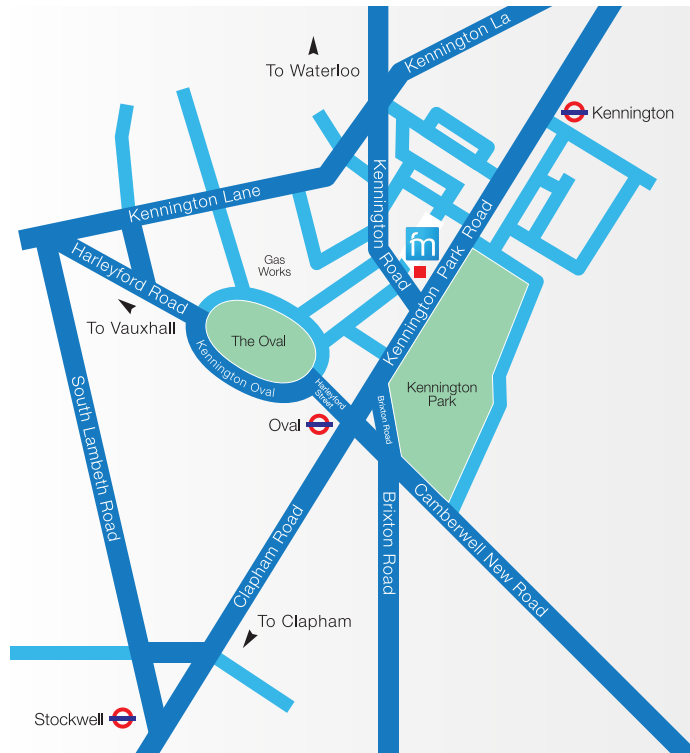 Kennington La
To Waterloo
Kennington
Kennington Lane
Kennington Road
Kennington Park Road
fm
Harleyford Road
Gas
Works
To Vauxhall
The Oval
Kennington Oval
Harleyford
Street
Kennington
Park
Brixton Road
Oval
South Lambeth Road
Clapham Road
Brixton Road
Camberwell New Road
To Clapham
Stockwell